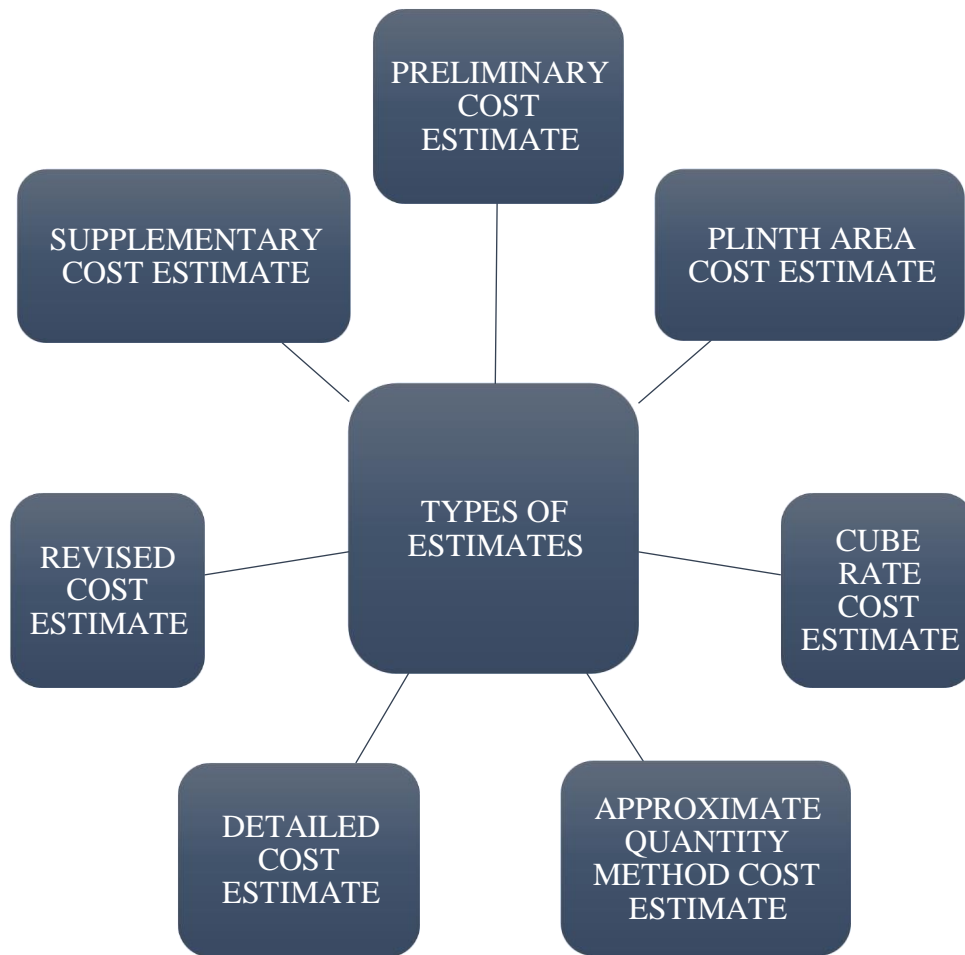 PRELIMINARY
COST
ESTIMATE
SUPPLEMENTARY
COST ESTIMATE
PLINTH AREA
COST ESTIMATE
TYPES OF
ESTIMATES
REVISED
COST
ESTIMATE
CUBE
RATE
COST
ESTIMATE
DETAILED
COST
ESTIMATE
APPROXIMATE
QUANTITY
METHOD COST
ESTIMATE